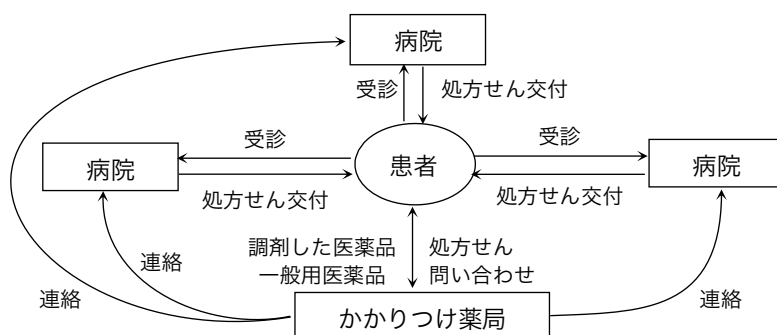 病院
受診
処方せん交付
受診
受診
病院
患者
病院
処方せん交付
処方せん交付
調剤した医薬品
一般用医薬品
処方せん
問い合わせ
連絡
連絡
連絡
かかりつけ薬局